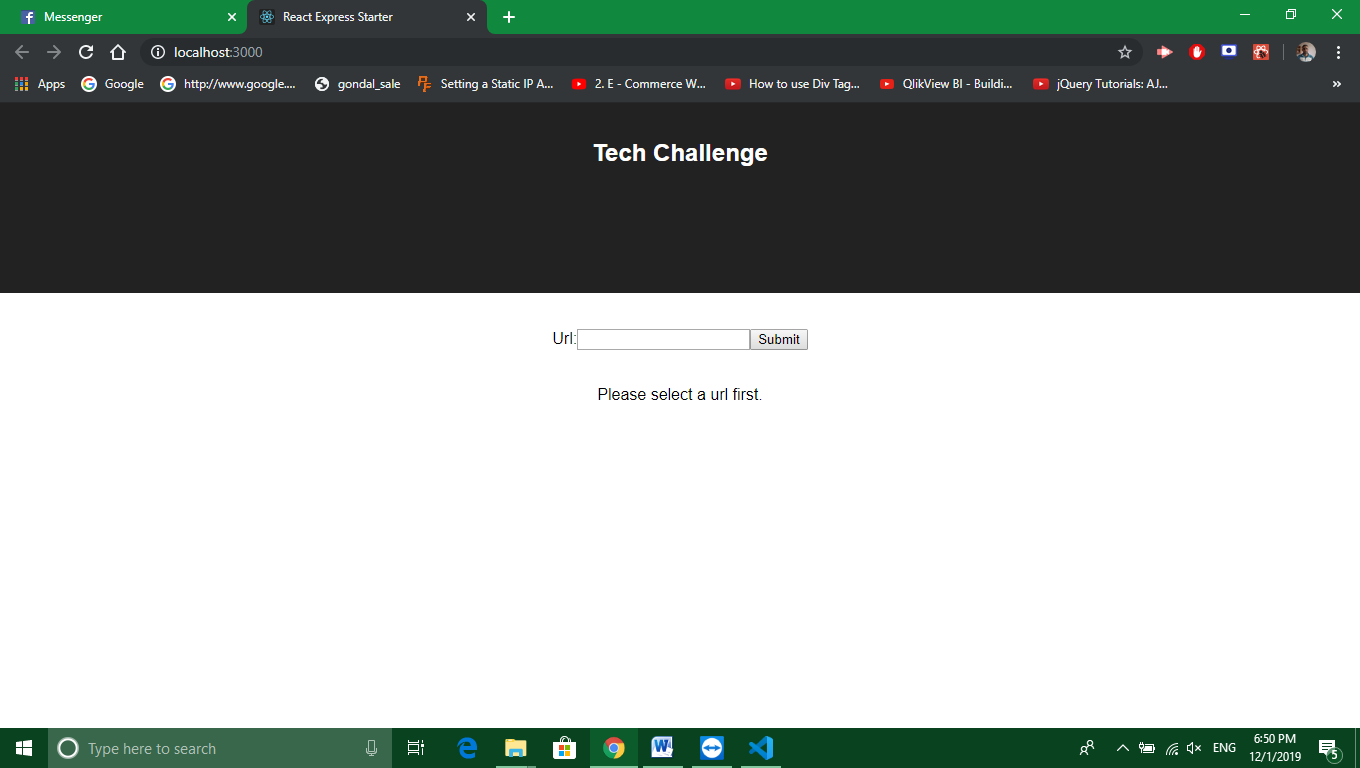 Messenger
React Express Starter
localhost:3000
Apps Google http://www.google.... gondal_sale Setting a Static IP A... 2. E - Commerce W... How to use Div Tag... QlikView BI - Buildi... jQuery Tutorials: AJ... »
Tech Challenge
Url: Submit
Please select a url first.
Type here to search
ENG
6:50 PM
12/1/2019
5